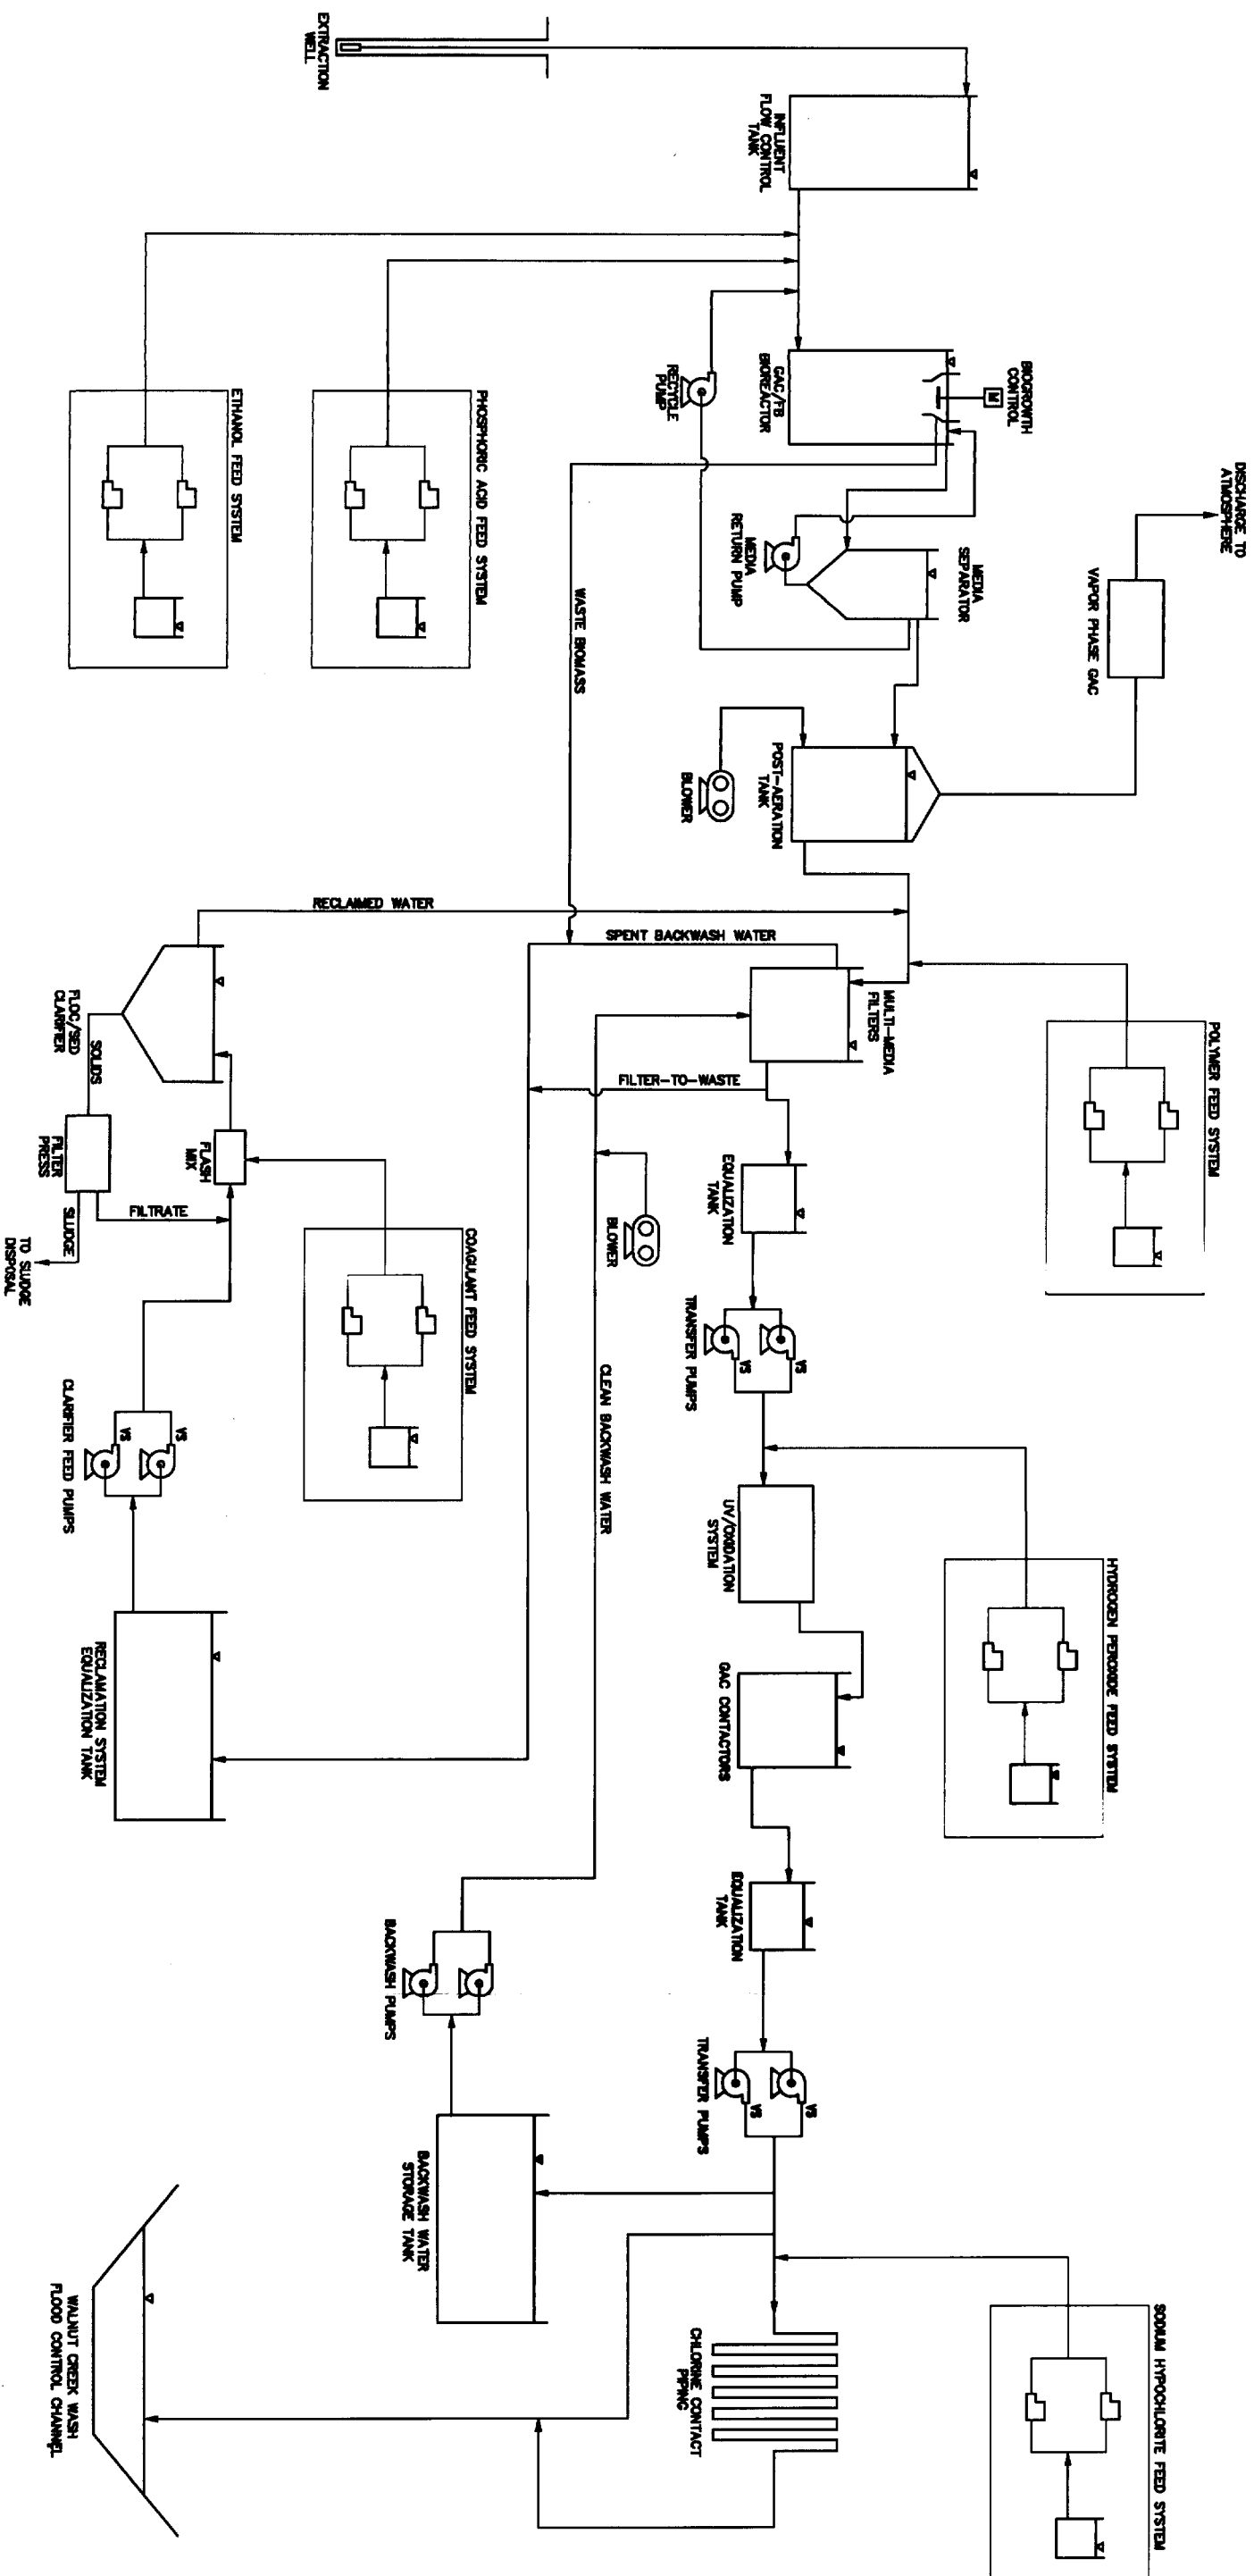 EXTRACTION
WELL
INFLUENT
FLOW CONTROL
TANK
ETHANOL FEED SYSTEM
PHOSPHORIC ACID FEED SYSTEM
RECYCLE
PUMP
GAC/FB
BIOREACTOR
BIOGROWTH
CONTROL
M
MEDIA
RETURN PUMP
MEDIA
SEPARATOR
DISCHARGE TO
ATMOSPHERE
VAPOR PHASE GAC
WASTE BIOMASS
BLOWER
POST-AERATION
TANK
RECLAIMED WATER
SPENT BACKWASH WATER
MULTI-MEDIA
FILTERS
POLYMER FEED SYSTEM
FLOC/SED
CLARIFIER
SOLIDS
FILTER
PRESS
FLASH
MIX
FILTRATE
SLUDGE
TO SLUDGE
DISPOSAL
FILTER-TO-WASTE
BLOWER
EQUALIZATION
TANK
COAGULANT FEED SYSTEM
CLEAN BACKWASH WATER
TRANSFER PUMPS
VS
VS
CLARIFIER FEED PUMPS
VS
VS
UV/OXIDATION
SYSTEM
HYDROGEN PEROXIDE FEED SYSTEM
RECLAMATION SYSTEM
EQUALIZATION TANK
GAC CONTACTORS
EQUALIZATION
TANK
BACKWASH PUMPS
TRANSFER PUMPS
VS
VS
BACKWASH WATER
STORAGE TANK
CHLORINE CONTACT
PIPING
SODIUM HYPOCHLORITE FEED SYSTEM
WALNUT CREEK WASH
FLOOD CONTROL CHANNEL